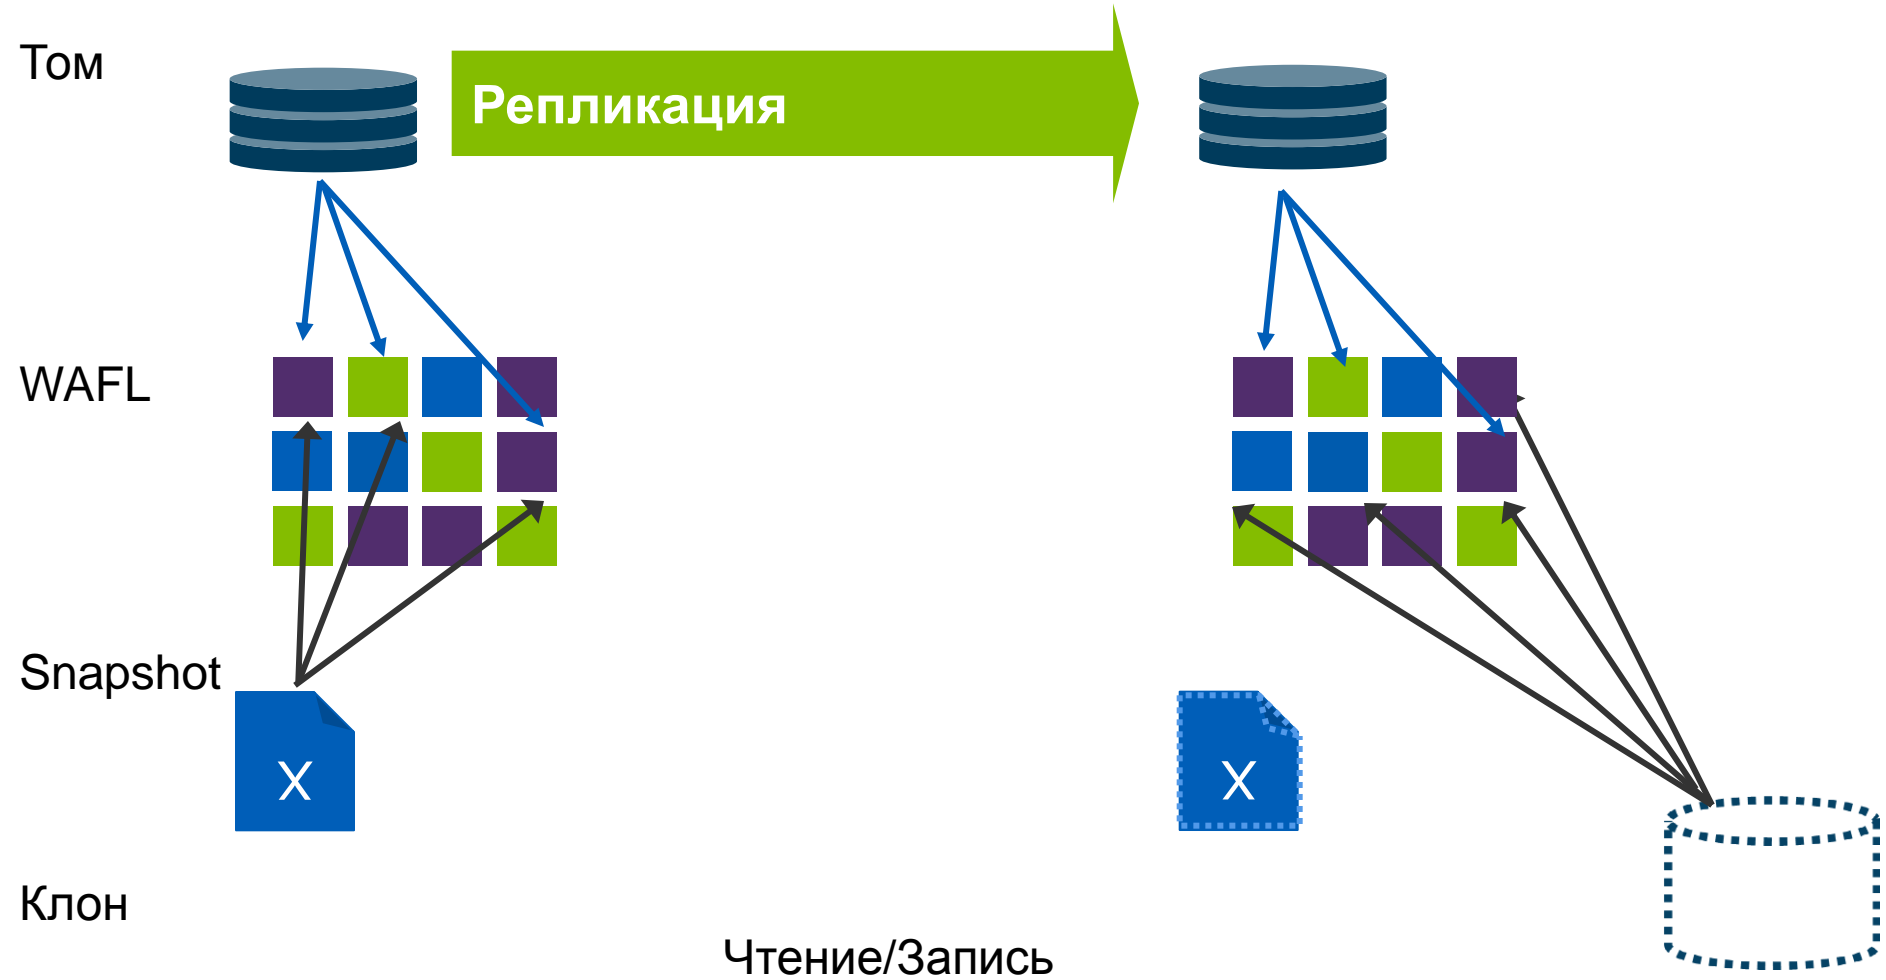 Том
Репликация
WAFL
Snapshot
X
X
Клон
Чтение/Запись